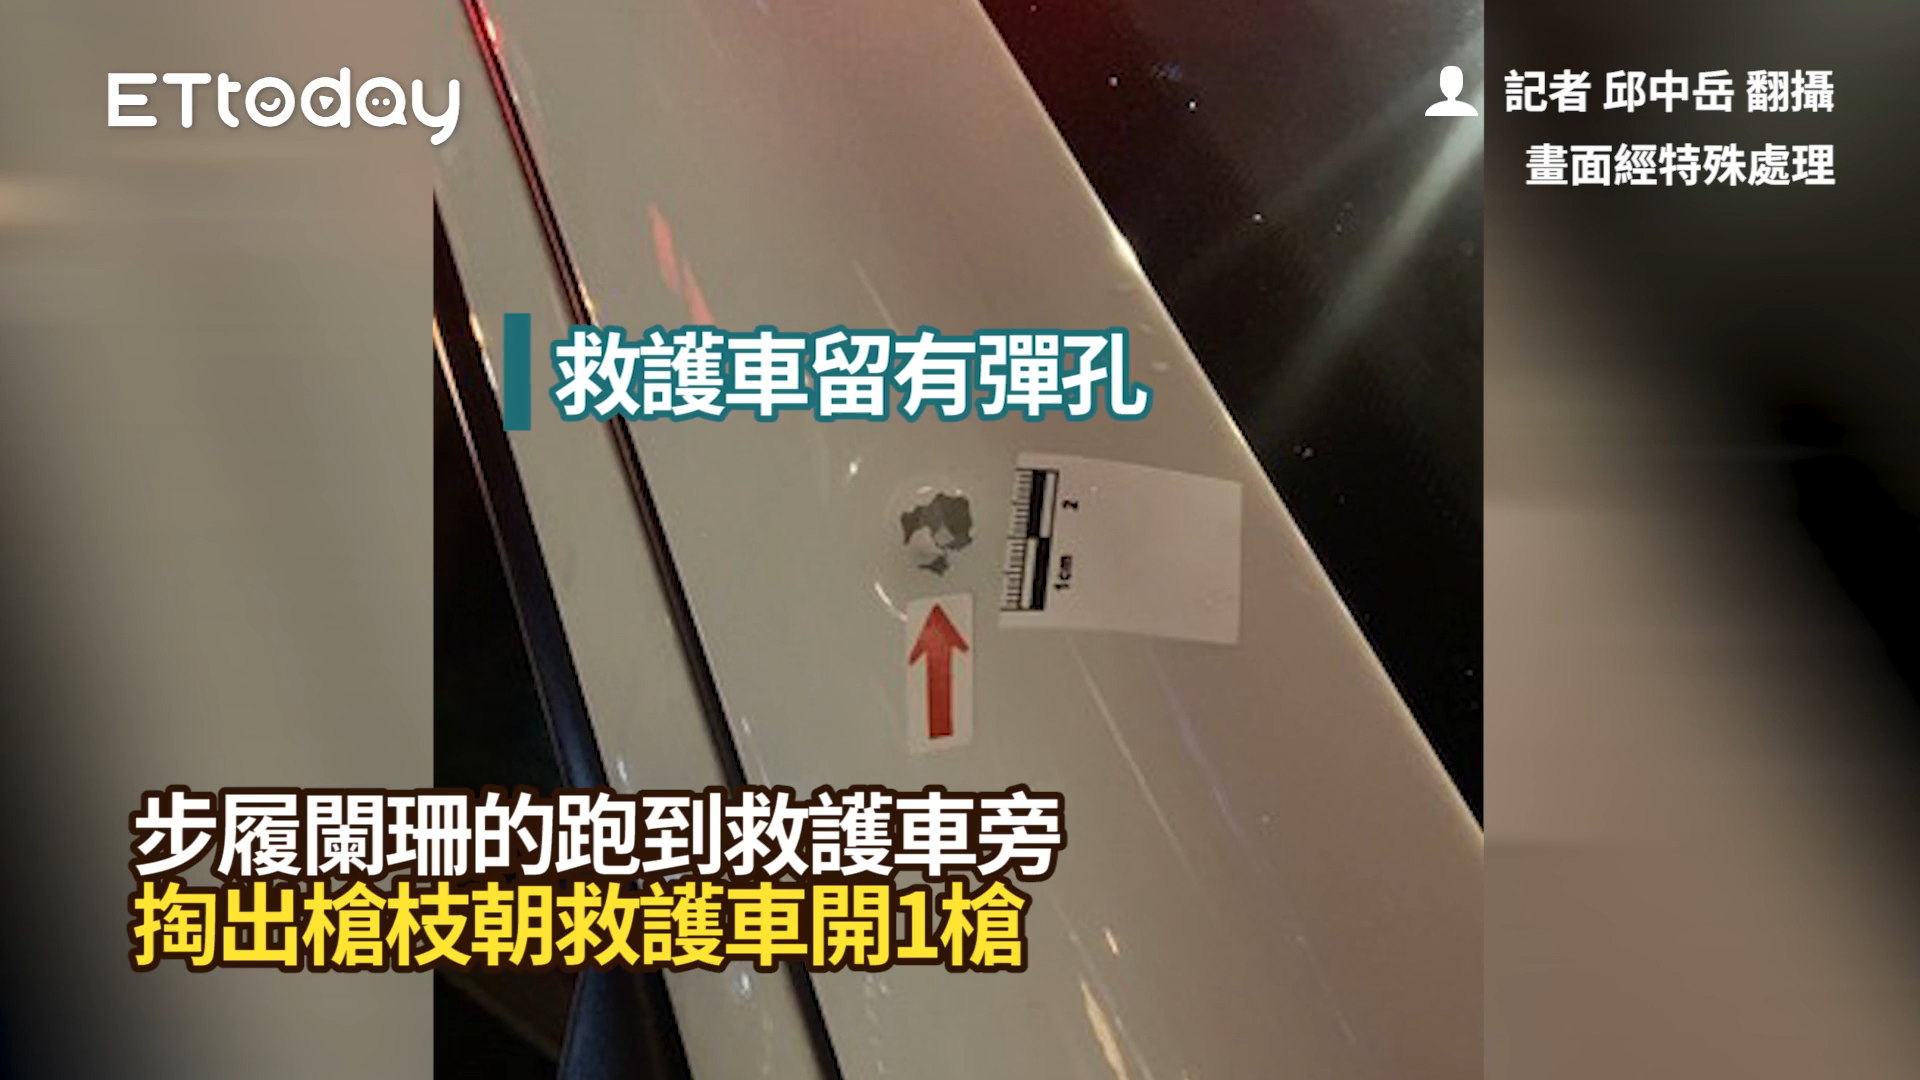 ETtoday
記者 邱中岳 翻攝
畫面經特殊處理
救護車留有彈孔
2
1cm
步履闌珊的跑到救護車旁
掏出槍枝朝救護車開1槍